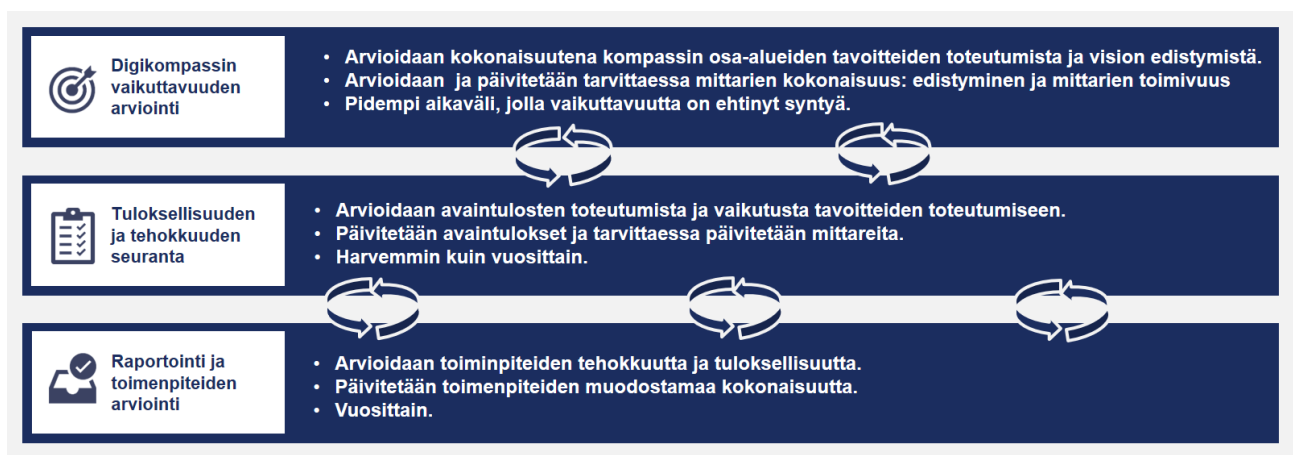 Digikompassin
vaikuttavuuden
arviointi
• Arvioidaan kokonaisuutena kompassin osa-alueiden tavoitteiden toteutumista ja vision edistymistä.
• Arvioidaan ja päivitetään tarvittaessa mittarien kokonaisuus: edistyminen ja mittarien toimivuus
• Pidempi aikaväli, jolla vaikuttavuutta on ehtinyt syntyä.
Tuloksellisuuden
ja tehokkuuden
seuranta
• Arvioidaan avaintulosten toteutumista ja vaikutusta tavoitteiden toteutumiseen.
• Päivitetään avaintulokset ja tarvittaessa päivitetään mittareita.
• Harvemmin kuin vuosittain.
Raportointi ja
toimenpiteiden
arviointi
• Arvioidaan toiminpiteiden tehokkuutta ja tuloksellisuutta.
• Päivitetään toimenpiteiden muodostamaa kokonaisuutta.
• Vuosittain.